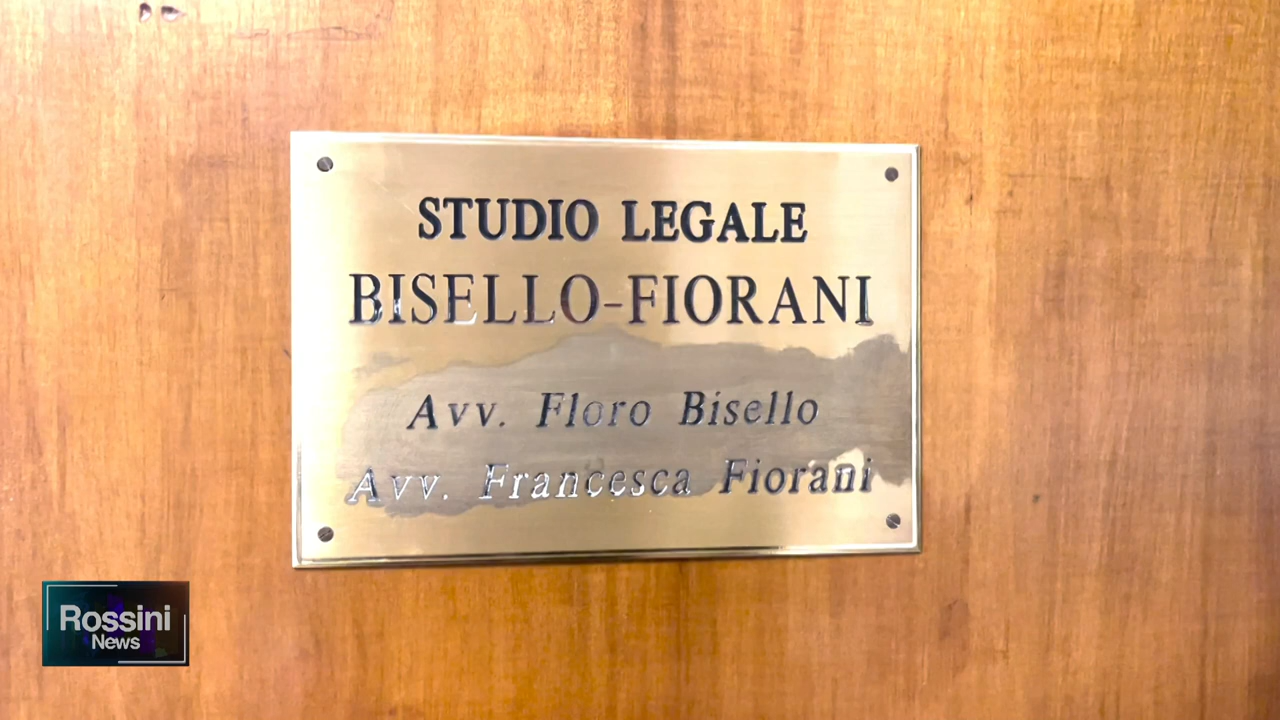 STUDIO LEGALE
BISELLO-FIORANI
Avv. Floro Bisello
Avv. Francesca Fiorani
Rossini
News